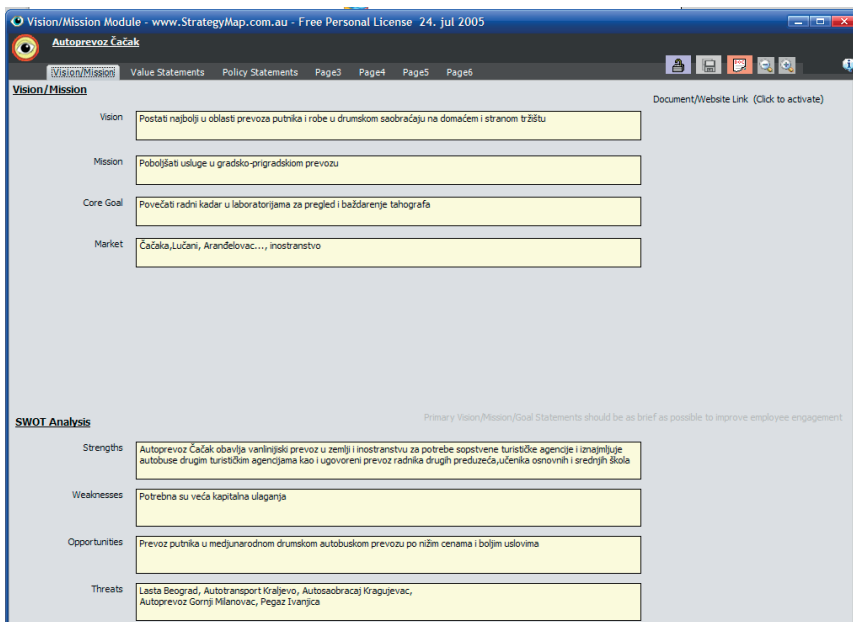 Vision/Mission Module - www.StrategyMap.com.au - Free Personal License  24. jul 2005
Autoprevoz Čačak
Vision/Mission Value Statements Policy Statements Page3 Page4 Page5 Page6
Vision/Mission
Document/Website Link (Click to activate)
Vision Postati najbolji u oblasti prevoza putnika i robe u drumskom saobraćaju na domaćem i stranom tržištu
Mission Poboljšati usluge u gradsko-prigradskiom prevozu
Core Goal Povečati radni kadar u laboratorijama za pregled i baždarenje tahografa
Market Čačaka,Lučani, Aranđelovac..., inostranstvo
Primary Vision/Mission/Goal Statements should be as brief as possible to improve employee engagement
SWOT Analysis
Strengths Autoprevoz Čačak obavlja vanlinijiski prevoz u zemlji i inostranstvu za potrebe sopstvene turističke agencije i iznajmljuje
autobuse drugim turističkim agencijama kao i ugovoreni prevoz radnika drugih preduzeća,učenika osnovnih i srednjih škola
Weaknesses Potrebna su veća kapitalna ulaganja
Opportunities Prevoz putnika u medjunarodnom drumskom autobuskom prevozu po nižim cenama i boljim uslovima
Threats Lasta Beograd, Autotransport Kraljevo, Autosaobracaj Kragujevac,
Autoprevoz Gornji Milanovac, Pegaz Ivanjica